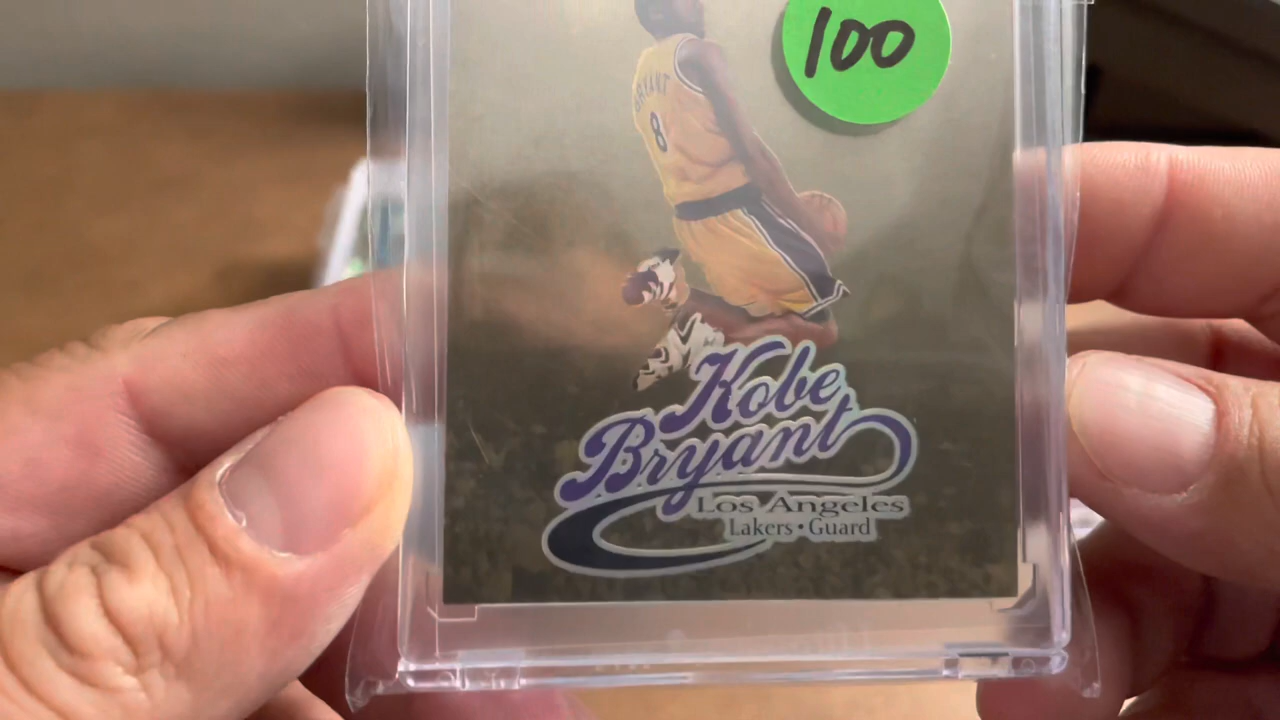 100
BRYANT
8
Kobe
Bryant
Los Angeles
Lakers • Guard